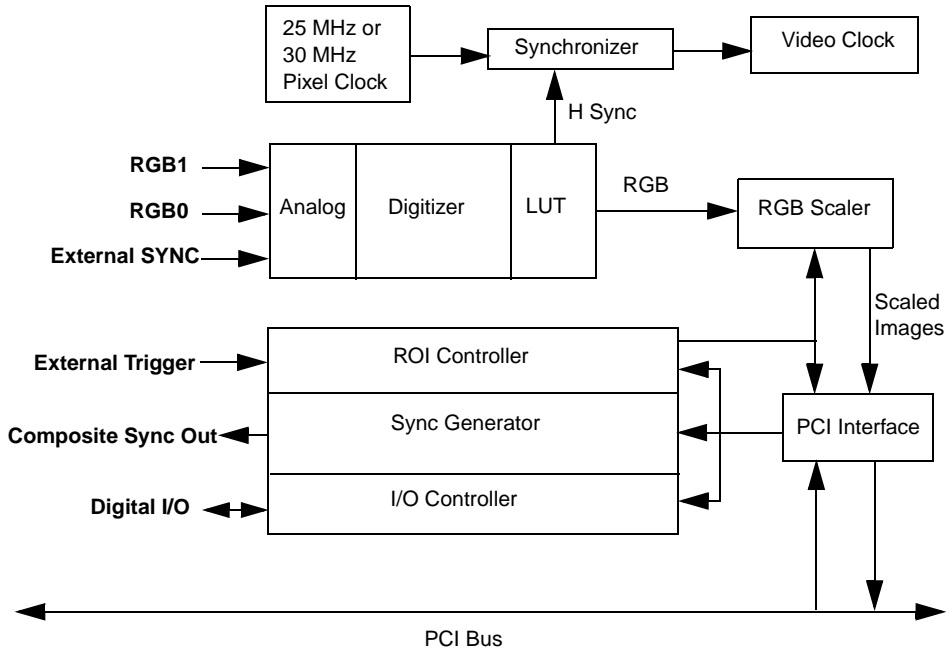 25 MHz or
30 MHz
Pixel Clock
Synchronizer
Video Clock
H Sync
RGB1
RGB0
External SYNC
Analog
Digitizer
LUT
RGB
RGB Scaler
Scaled
Images
External Trigger
ROI Controller
Composite Sync Out
Sync Generator
PCI Interface
Digital I/O
I/O Controller
PCI Bus